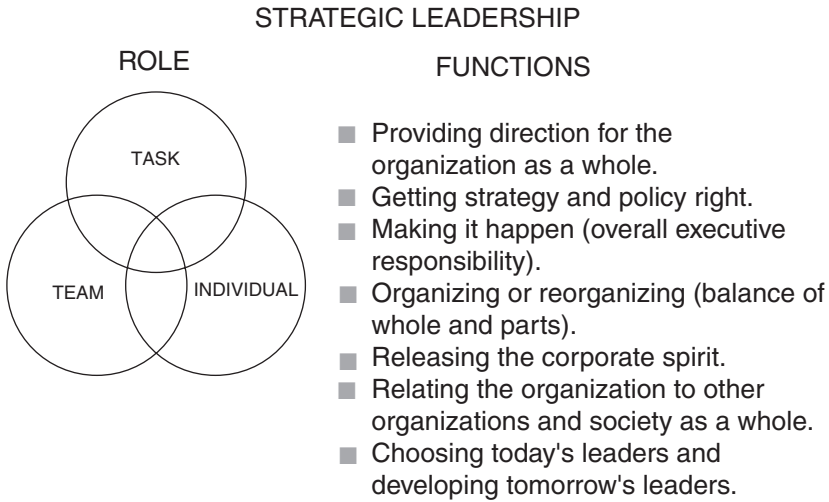 STRATEGIC LEADERSHIP
ROLE
TASK
TEAM
INDIVIDUAL
FUNCTIONS
Providing direction for the
organization as a whole.
Getting strategy and policy right.
Making it happen (overall executive
responsibility).
Organizing or reorganizing (balance of
whole and parts).
Releasing the corporate spirit.
Relating the organization to other
organizations and society as a whole.
Choosing today's leaders and
developing tomorrow's leaders.